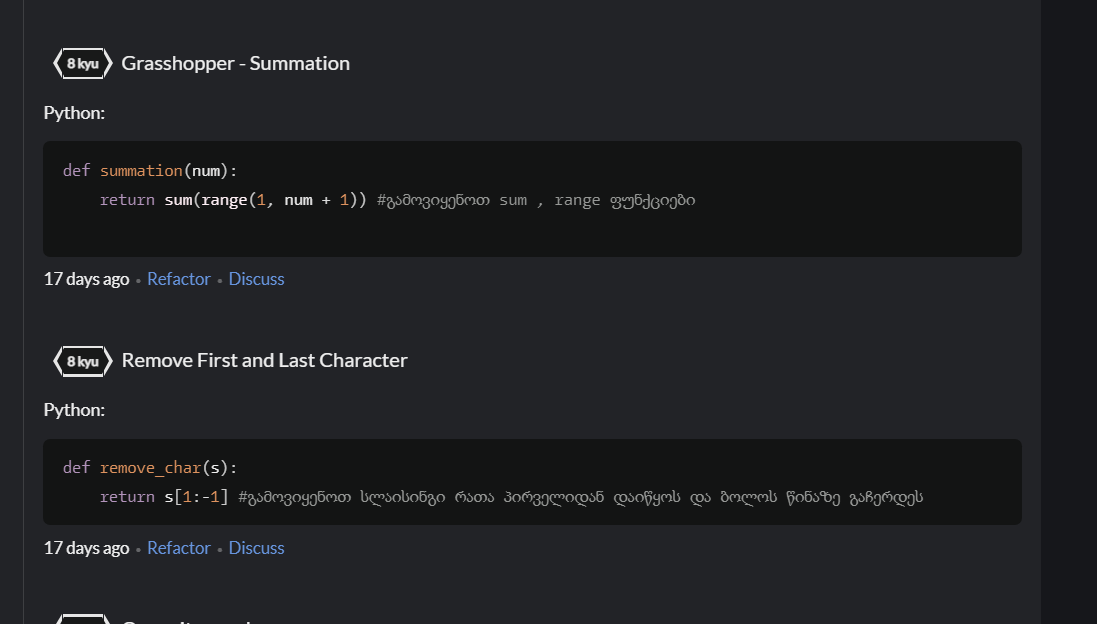 8 kyu Grasshopper - Summation
Python:
def summation(num):
    return sum(range(1, num + 1)) #გამოვიყენოთ sum , range ფუნქციები
17 days ago • Refactor • Discuss
8 kyu Remove First and Last Character
Python:
def remove_char(s):
    return s[1:-1] #გამოვიყენოთ სლაისინგი რათა პირველიდან დაიწყოს და ბოლოს წინაზე გაჩერდეს
17 days ago • Refactor • Discuss